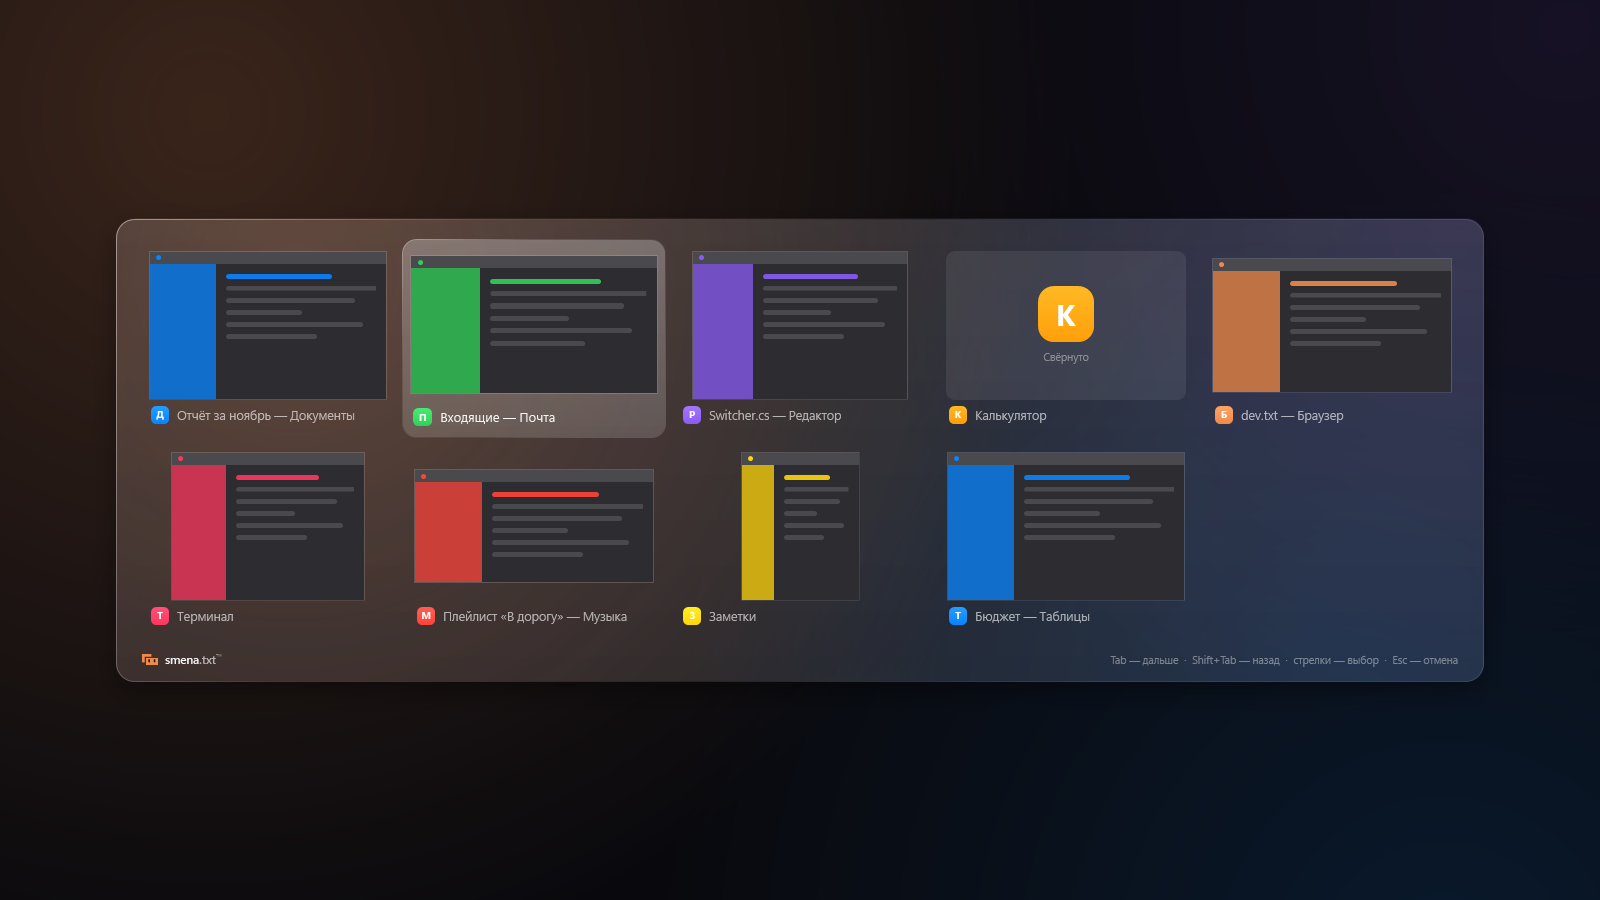 К
Свёрнуто
Д Отчёт за ноябрь — Документы
П Входящие — Почта
Р Switcher.cs — Редактор
К Калькулятор
Б dev.txt — Браузер
Т Терминал
М Плейлист «В дорогу» — Музыка
З Заметки
Т Бюджет — Таблицы
smena.txt™
Tab — дальше · Shift+Tab — назад · стрелки — выбор · Esc — отмена